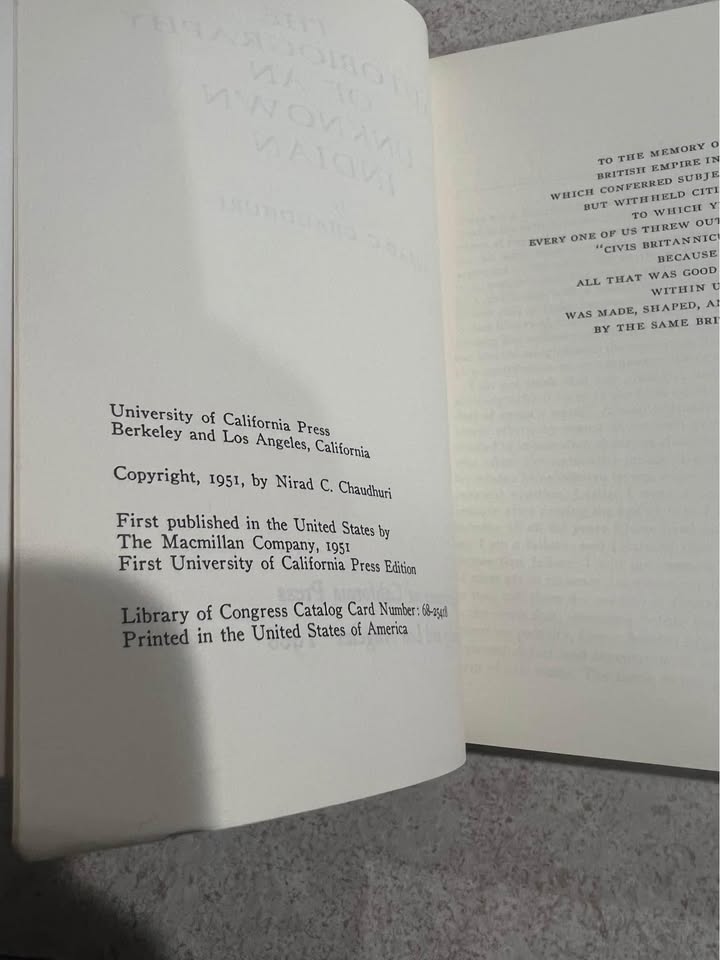 University of California Press
Berkeley and Los Angeles, California
Copyright, 1951, by Nirad C. Chaudhuri
First published in the United States by
The Macmillan Company, 1951
First University of California Press Edition
Library of Congress Catalog Card Number: 68-25418
Printed in the United States of America
TO THE MEMORY O
BRITISH EMPIRE IN
WHICH CONFERRED SUBJE
BUT WITHHELD CITI
TO WHICH Y
EVERY ONE OF US THREW OUT
"CIVIS BRITANNICU
BECAUSE
ALL THAT WAS GOOD
WITHIN U
WAS MADE, SHAPED, AN
BY THE SAME BRI